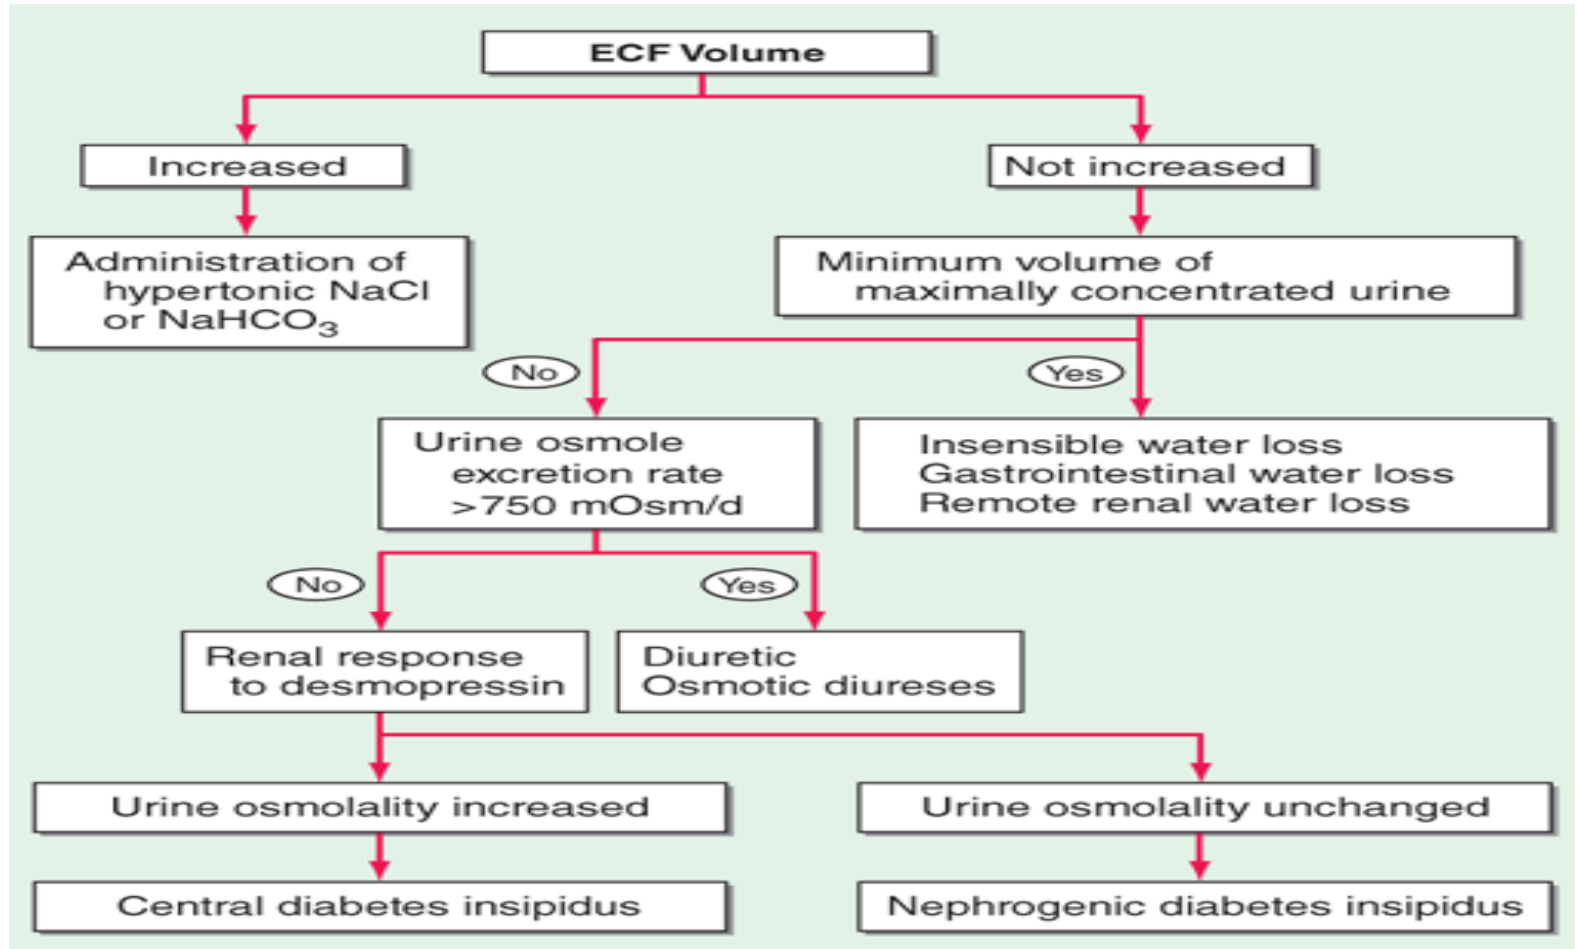 ECF Volume
Increased
Not increased
Administration of
hypertonic NaCl
or NaHCO₃
Minimum volume of
maximally concentrated urine
No
Yes
Urine osmole
excretion rate
>750 mOsm/d
Insensible water loss
Gastrointestinal water loss
Remote renal water loss
No
Yes
Renal response
to desmopressin
Diuretic
Osmotic diureses
Urine osmolality increased
Urine osmolality unchanged
Central diabetes insipidus
Nephrogenic diabetes insipidus